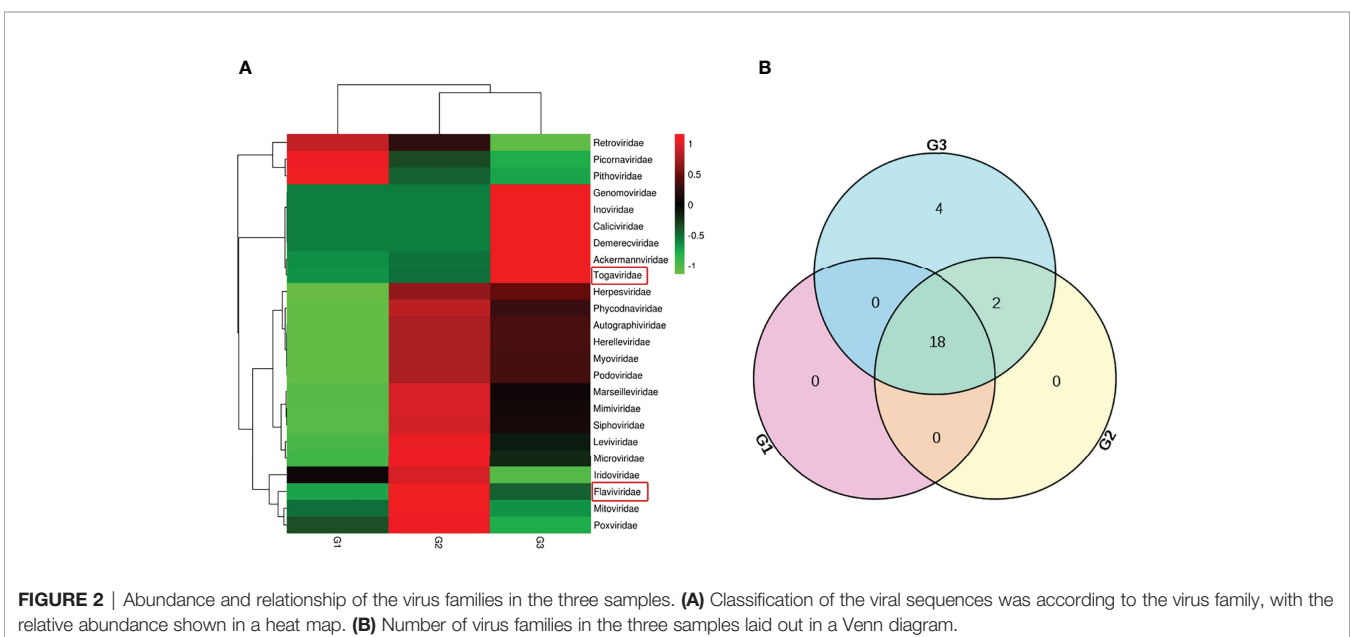 A
B
Retroviridae
Picornaviridae
Pithoviridae
Genomoviridae
Inoviridae
Caliciviridae
Demerecviridae
Ackermannviridae
Togaviridae
Herpesviridae
Phycodnaviridae
Autographiviridae
Herelleviridae
Myoviridae
Podoviridae
Marseilleviridae
Mimiviridae
Siphoviridae
Leviviridae
Microviridae
Iridoviridae
Flaviviridae
Mitoviridae
Poxviridae
1
0.5
0
-0.5
-1
G1
G2
G3
G3
4
0
2
18
0
0
0
G1
G2
FIGURE 2 | Abundance and relationship of the virus families in the three samples. (A) Classification of the viral sequences was according to the virus family, with the
relative abundance shown in a heat map. (B) Number of virus families in the three samples laid out in a Venn diagram.